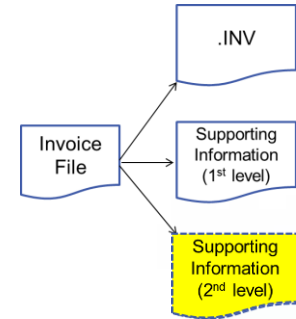 .INV
Invoice
File
Supporting
Information
(1st level)
Supporting
Information
(2nd level)